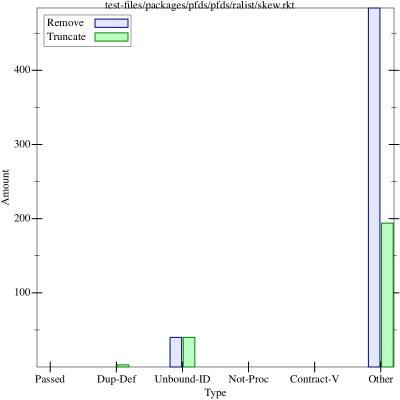 test-files/packages/pfds/pfds/ralist/skew.rkt
Remove
Truncate
400
300
200
100
Amount
Passed Dup-Def Unbound-ID Not-Proc Contract-V Other
Type